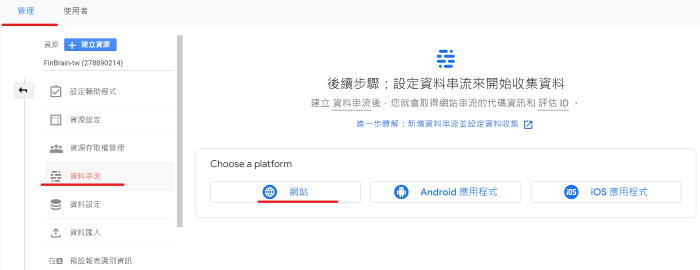 管理 使用者
資源 + 建立資源
FinBrain-tw (278890214)
設定輔助程式
資源設定
資源存取權管理
資料串流
資料設定
資料匯入
預設報表識別資訊
後續步驟：設定資料串流來開始收集資料
建立 資料串流後，您就會取得網站串流的代碼資訊和 評估 ID 。
進一步瞭解：新增資料串流並設定資料收集
Choose a platform
網站 Android 應用程式 iOS iOS 應用程式